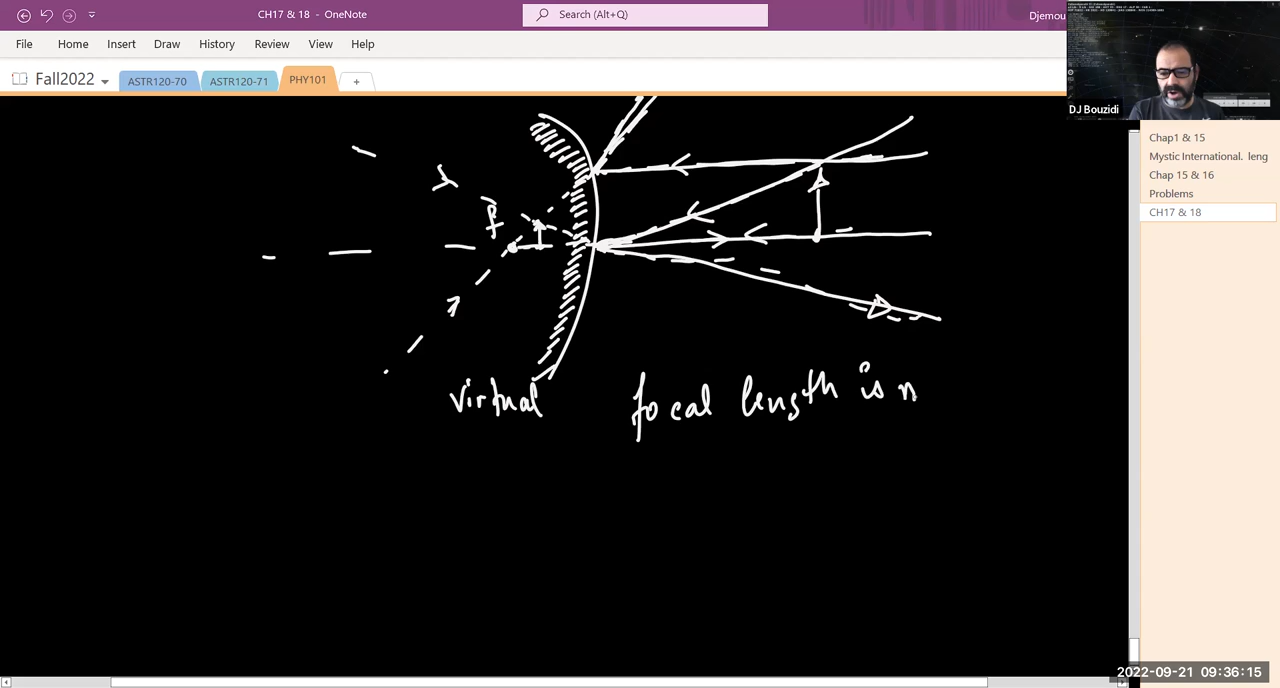 CH17 & 18 - OneNote
Search (Alt+Q)
Djemou
File Home Insert Draw History Review View Help
Fall2022 ASTR120-70 ASTR120-71 PHY101 +
DJ Bouzidi
Chap1 & 15
Mystic International. leng
Chap 15 & 16
Problems
CH17 & 18
F
virtual focal length is n
2022-09-21 09:36:15